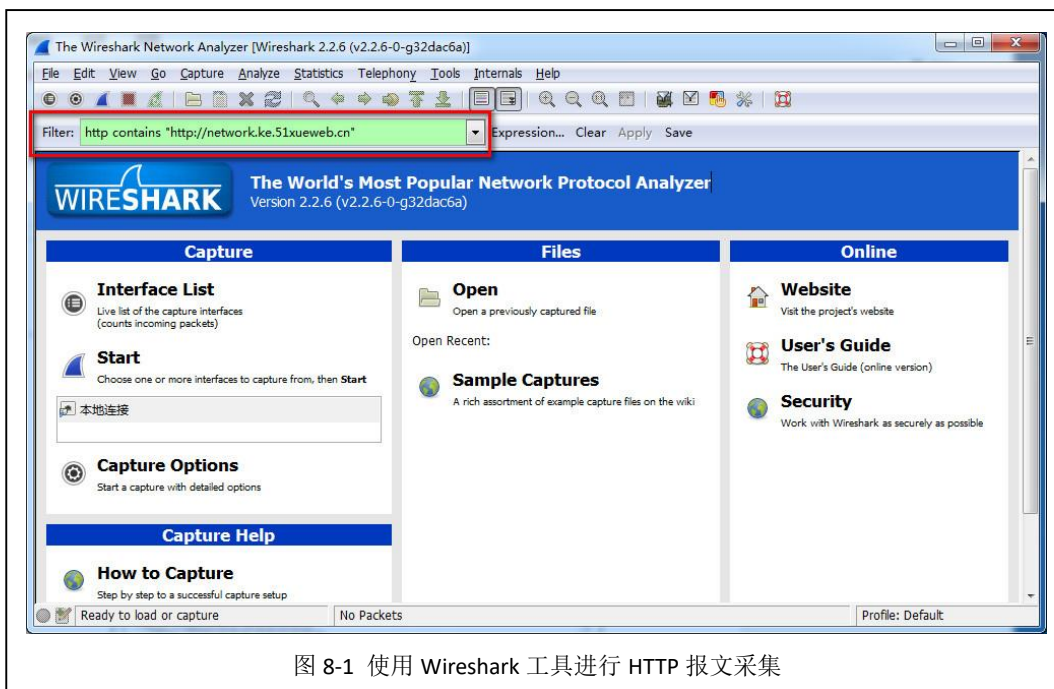 The Wireshark Network Analyzer [Wireshark 2.2.6 (v2.2.6-0-g32dac6a)]
File Edit View Go Capture Analyze Statistics Telephony Tools Internals Help
Filter: http contains "http://network.ke.51xueweb.cn" Expression... Clear Apply Save
WIRESHARK
The World's Most Popular Network Protocol Analyzer
Version 2.2.6 (v2.2.6-0-g32dac6a)
Capture
Interface List
Live list of the capture interfaces
(counts incoming packets)
Start
Choose one or more interfaces to capture from, then Start
本地连接
Capture Options
Start a capture with detailed options
Capture Help
How to Capture
Step by step to a successful capture setup
Files
Open
Open a previously captured file
Open Recent:
Sample Captures
A rich assortment of example capture files on the wiki
Online
Website
Visit the project's website
User's Guide
The User's Guide (online version)
Security
Work with Wireshark as securely as possible
Ready to load or capture No Packets Profile: Default
图 8-1 使用 Wireshark 工具进行 HTTP 报文采集